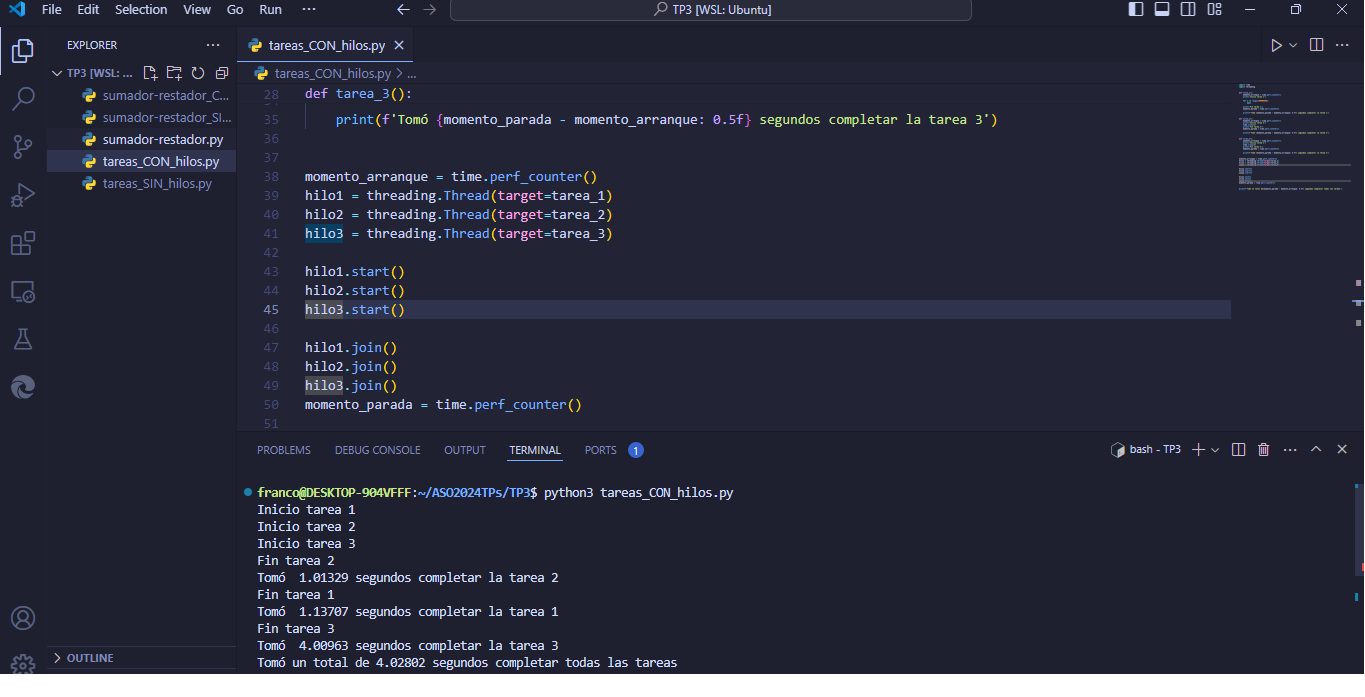 File Edit Selection View Go Run ··· TP3 [WSL: Ubuntu]
EXPLORER ···
TP3 [WSL: ...
sumador-restador_C...
sumador-restador_SI...
sumador-restador.py
tareas_CON_hilos.py
tareas_SIN_hilos.py
OUTLINE
tareas_CON_hilos.py
tareas_CON_hilos.py > ...
28 def tarea_3():
35 print(f'Tomó {momento_parada - momento_arranque: 0.5f} segundos completar la tarea 3')
36
37
38 momento_arranque = time.perf_counter()
39 hilo1 = threading.Thread(target=tarea_1)
40 hilo2 = threading.Thread(target=tarea_2)
41 hilo3 = threading.Thread(target=tarea_3)
42
43 hilo1.start()
44 hilo2.start()
45 hilo3.start()
46
47 hilo1.join()
48 hilo2.join()
49 hilo3.join()
50 momento_parada = time.perf_counter()
51
PROBLEMS DEBUG CONSOLE OUTPUT TERMINAL PORTS 1 bash - TP3
franco@DESKTOP-904VFFF:~/ASO2024TPs/TP3$ python3 tareas_CON_hilos.py
Inicio tarea 1
Inicio tarea 2
Inicio tarea 3
Fin tarea 2
Tomó  1.01329 segundos completar la tarea 2
Fin tarea 1
Tomó  1.13707 segundos completar la tarea 1
Fin tarea 3
Tomó  4.00963 segundos completar la tarea 3
Tomó un total de 4.02802 segundos completar todas las tareas